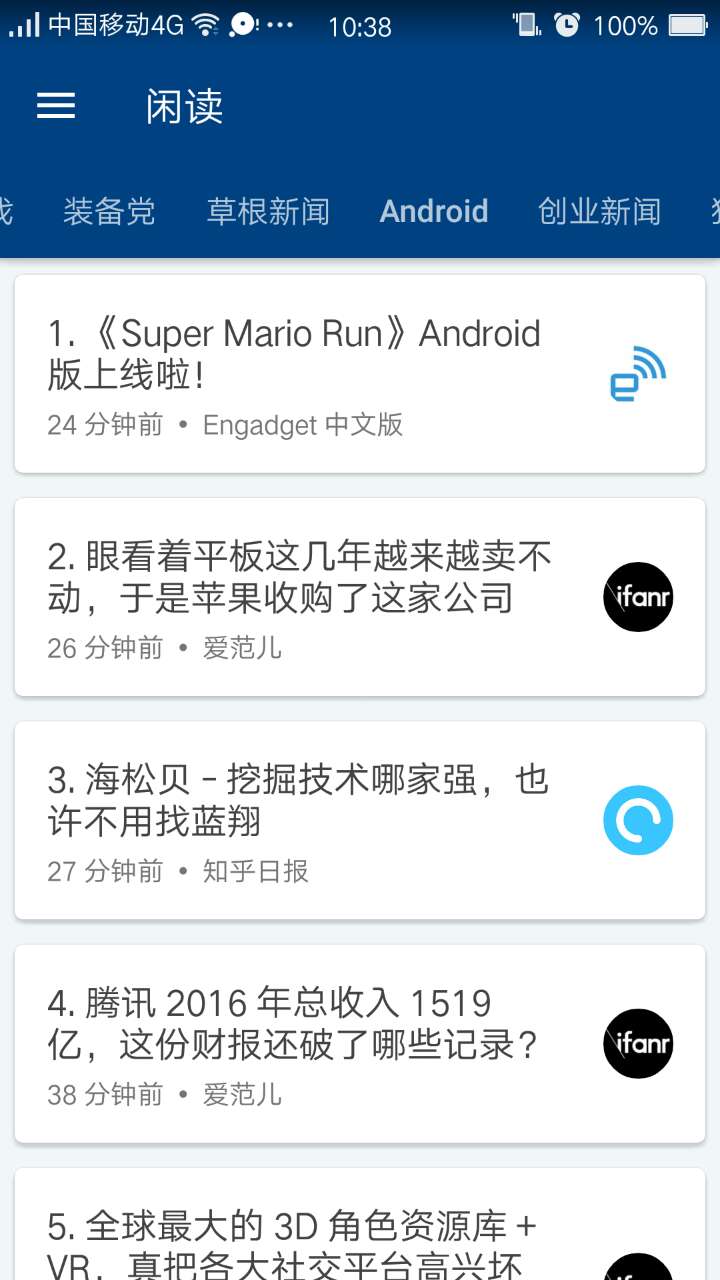 中国移动4G 10:38 100%
闲读
戏 装备党 草根新闻 Android 创业新闻
1.《Super Mario Run》Android
版上线啦！
24 分钟前 • Engadget 中文版
2. 眼看着平板这几年越来越卖不
动，于是苹果收购了这家公司
ifanr
26 分钟前 • 爱范儿
3. 海松贝 – 挖掘技术哪家强，也
许不用找蓝翔
27 分钟前 • 知乎日报
4. 腾讯 2016 年总收入 1519
亿，这份财报还破了哪些记录？
ifanr
38 分钟前 • 爱范儿
5. 全球最大的 3D 角色资源库 +
VR，真把各大社交平台高兴坏